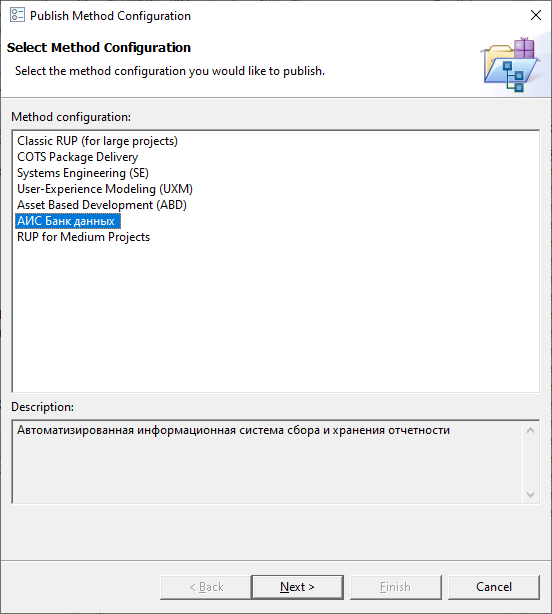 Publish Method Configuration
Select Method Configuration
Select the method configuration you would like to publish.
Method configuration:
Classic RUP (for large projects)
COTS Package Delivery
Systems Engineering (SE)
User-Experience Modeling (UXM)
Asset Based Development (ABD)
АИС Банк данных
RUP for Medium Projects
Description:
Автоматизированная информационная система сбора и хранения отчетности
< Back
Next >
Finish
Cancel